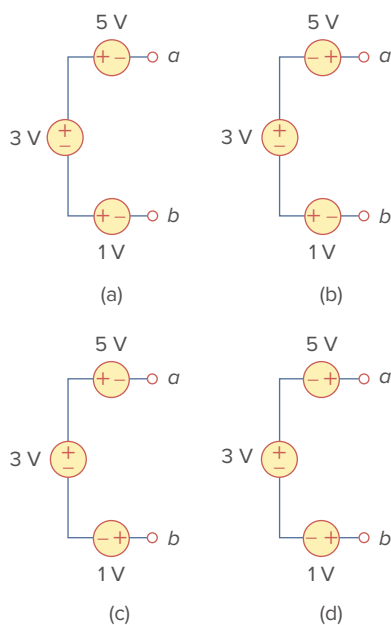 5 V 5 V
+ − a − + a
3 V + − 3 V + −
+ − b + − b
1 V 1 V
(a) (b)
5 V 5 V
+ − a − + a
3 V + − 3 V + −
− + b − + b
1 V 1 V
(c) (d)